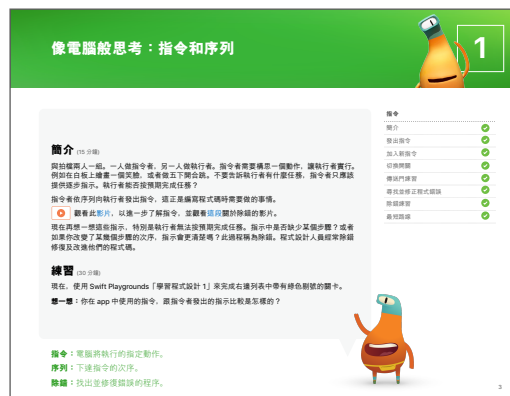 像電腦般思考：指令和序列
1
簡介 (15 分鐘)
與拍檔兩人一組。一人做指令者，另一人做執行者。指令者需要構思一個動作，讓執行者實行。
例如在白板上繪畫一個笑臉，或者做五下開合跳。不要告訴執行者有什麼任務，指令者只應該
提供逐步指示。執行者能否按預期完成任務？
指令者依序列向執行者發出指令，這正是編寫程式碼時需要做的事情。
觀看此影片，以進一步了解指令，並觀看這段關於除錯的影片。
現在再想一想這些指示，特別是執行者無法按預期完成任務。指示中是否缺少某個步驟？或者
如果你改變了某幾個步驟的次序，指示會更清楚嗎？此過程稱為除錯。程式設計人員經常除錯
修復及改進他們的程式碼。
練習 (30 分鐘)
現在，使用 Swift Playgrounds「學習程式設計 1」來完成右邊列表中帶有綠色剔號的關卡。
想一想：你在 app 中使用的指令，跟指令者發出的指示比較是怎樣的？
指令：電腦將執行的指定動作。
序列：下達指令的次序。
除錯：找出並修復錯誤的程序。
指令
簡介
發出指令
加入新指令
切換開關
傳送門練習
尋找並修正程式錯誤
除錯練習
最短路線
3